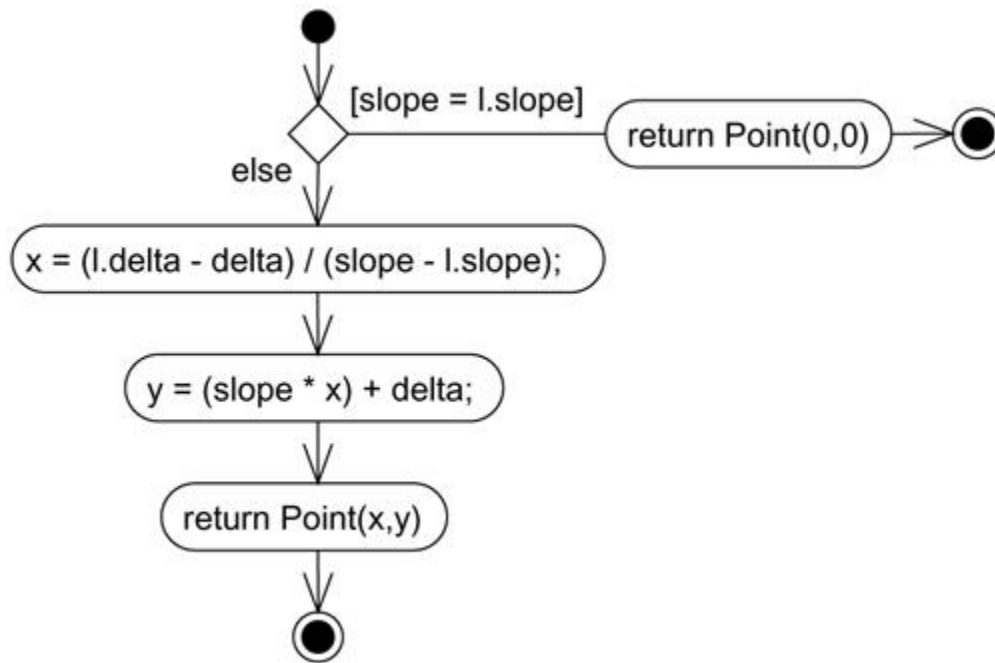 [slope = l.slope]
return Point(0,0)
else
x = (l.delta - delta) / (slope - l.slope);
y = (slope * x) + delta;
return Point(x,y)